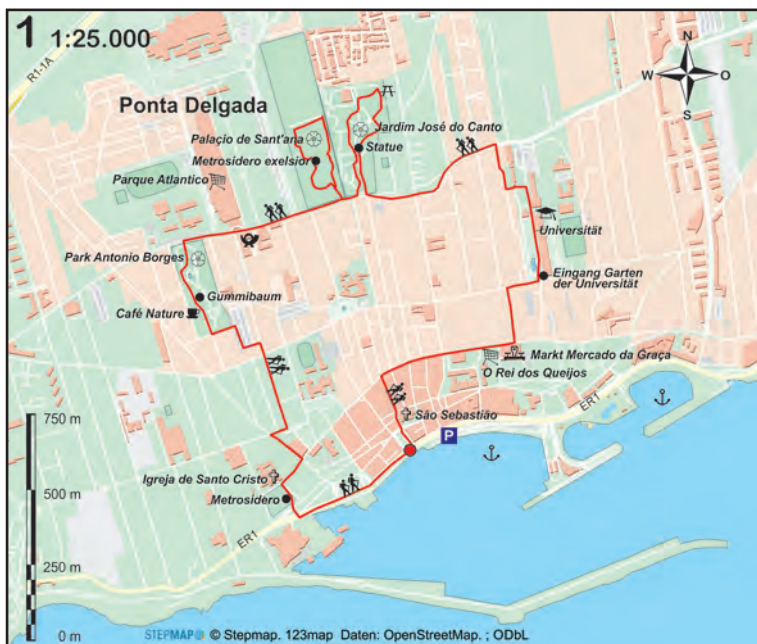 1 1:25.000
R1-1A
N
W O
S
Ponta Delgada
Jardim José do Canto
Palaçio de Sant'ana
Statue
Metrosidero exelsior
Parque Atlantico
Universität
Park Antonio Borges
Eingang Garten
der Universität
Gummibaum
Café Nature
Markt Mercado da Graça
O Rei dos Queijos
ER1
750 m
São Sebastião
P
Igreja de Santo Cristo
500 m
Metrosidero
ER1
250 m
0 m
STEPMAP © Stepmap. 123map Daten: OpenStreetMap. ; ODbL